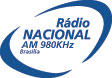 Rádio
NACIONAL
AM 980KHz
Brasília